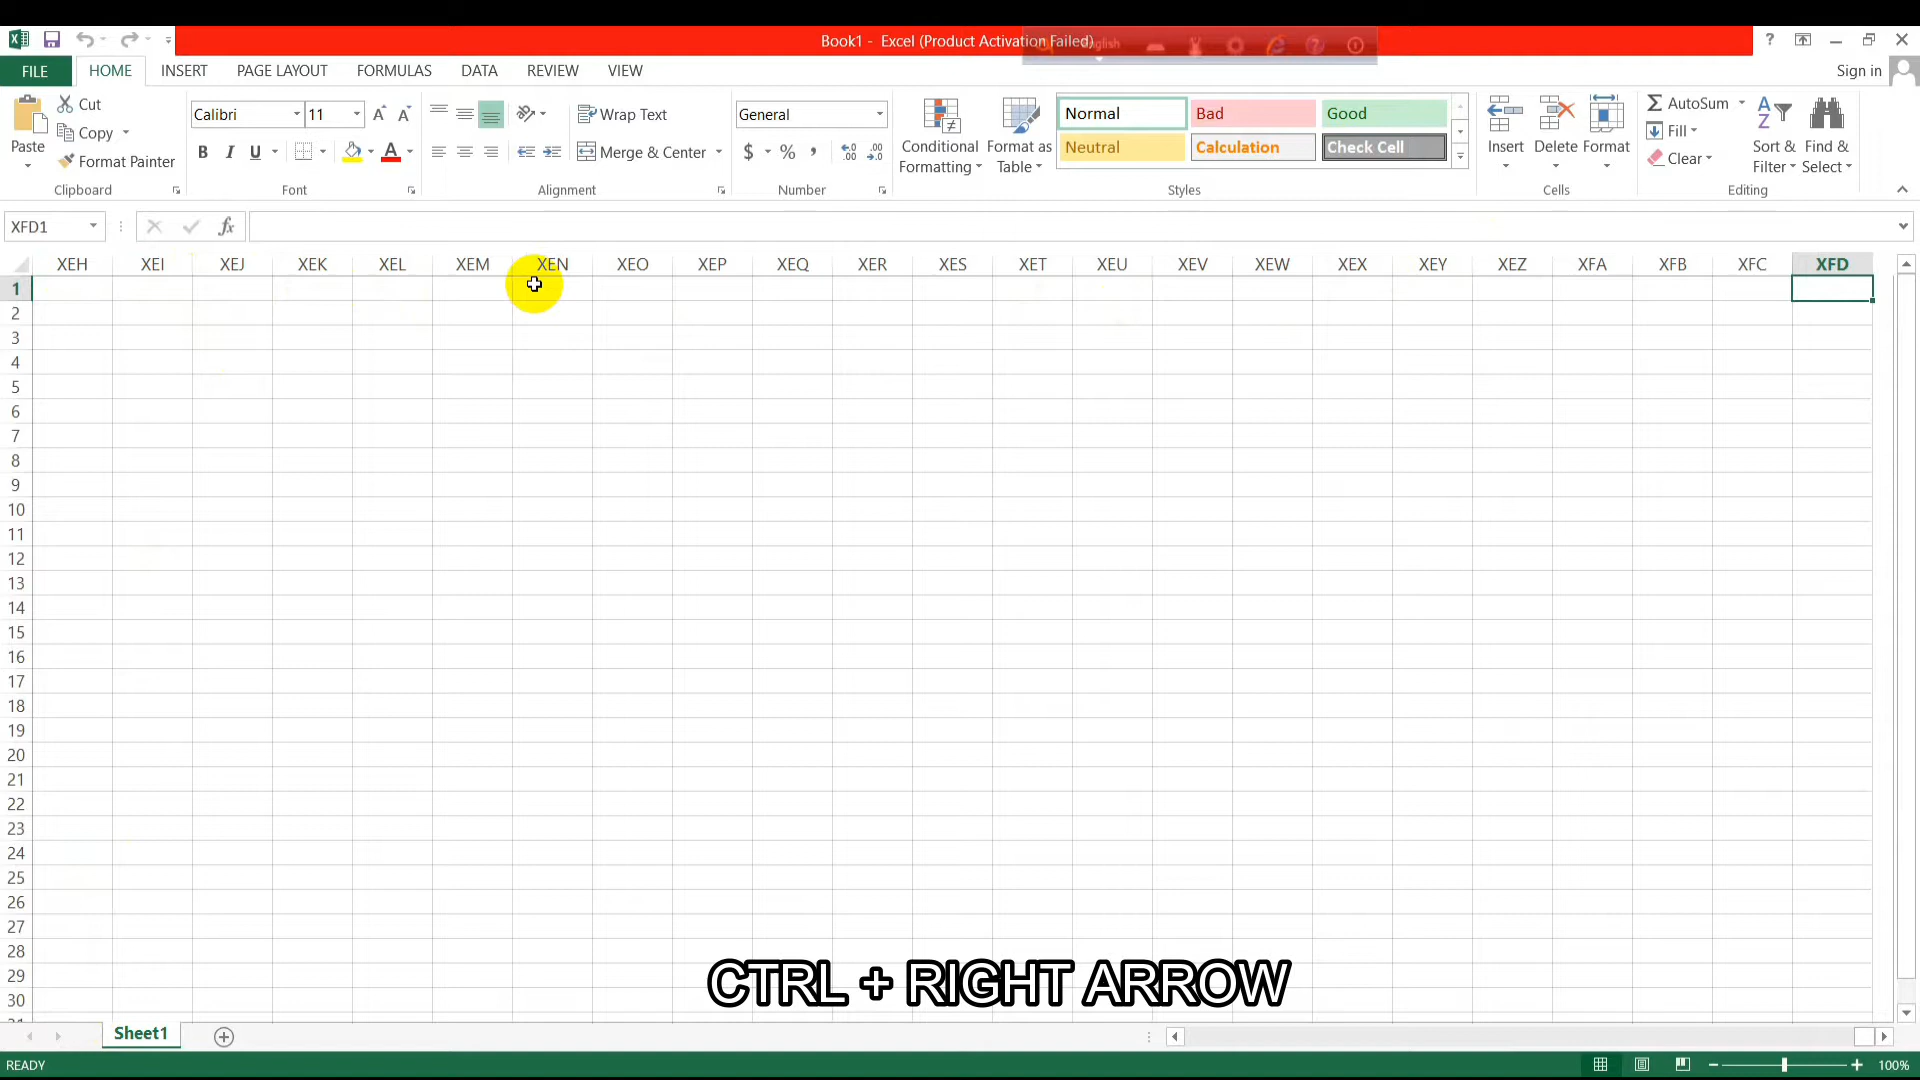 Book1 - Excel (Product Activation Failed)
English
FILE HOME INSERT PAGE LAYOUT FORMULAS DATA REVIEW VIEW Sign in
Paste
Cut
Copy
Format Painter
Clipboard
Calibri 11
B I U
Font
Wrap Text
Merge & Center
Alignment
General
$ % ,
Number
Conditional Formatting
Format as Table
Normal Bad Good
Neutral Calculation Check Cell
Styles
Insert Delete Format
Cells
AutoSum
Fill
Clear
Sort & Filter
Find & Select
Editing
XFD1 fx
XEH XEI XEJ XEK XEL XEM XEN XEO XEP XEQ XER XES XET XEU XEV XEW XEX XEY XEZ XFA XFB XFC XFD
1
2
3
4
5
6
7
8
9
10
11
12
13
14
15
16
17
18
19
20
21
22
23
24
25
26
27
28
29
30
CTRL + RIGHT ARROW
Sheet1
READY 100%